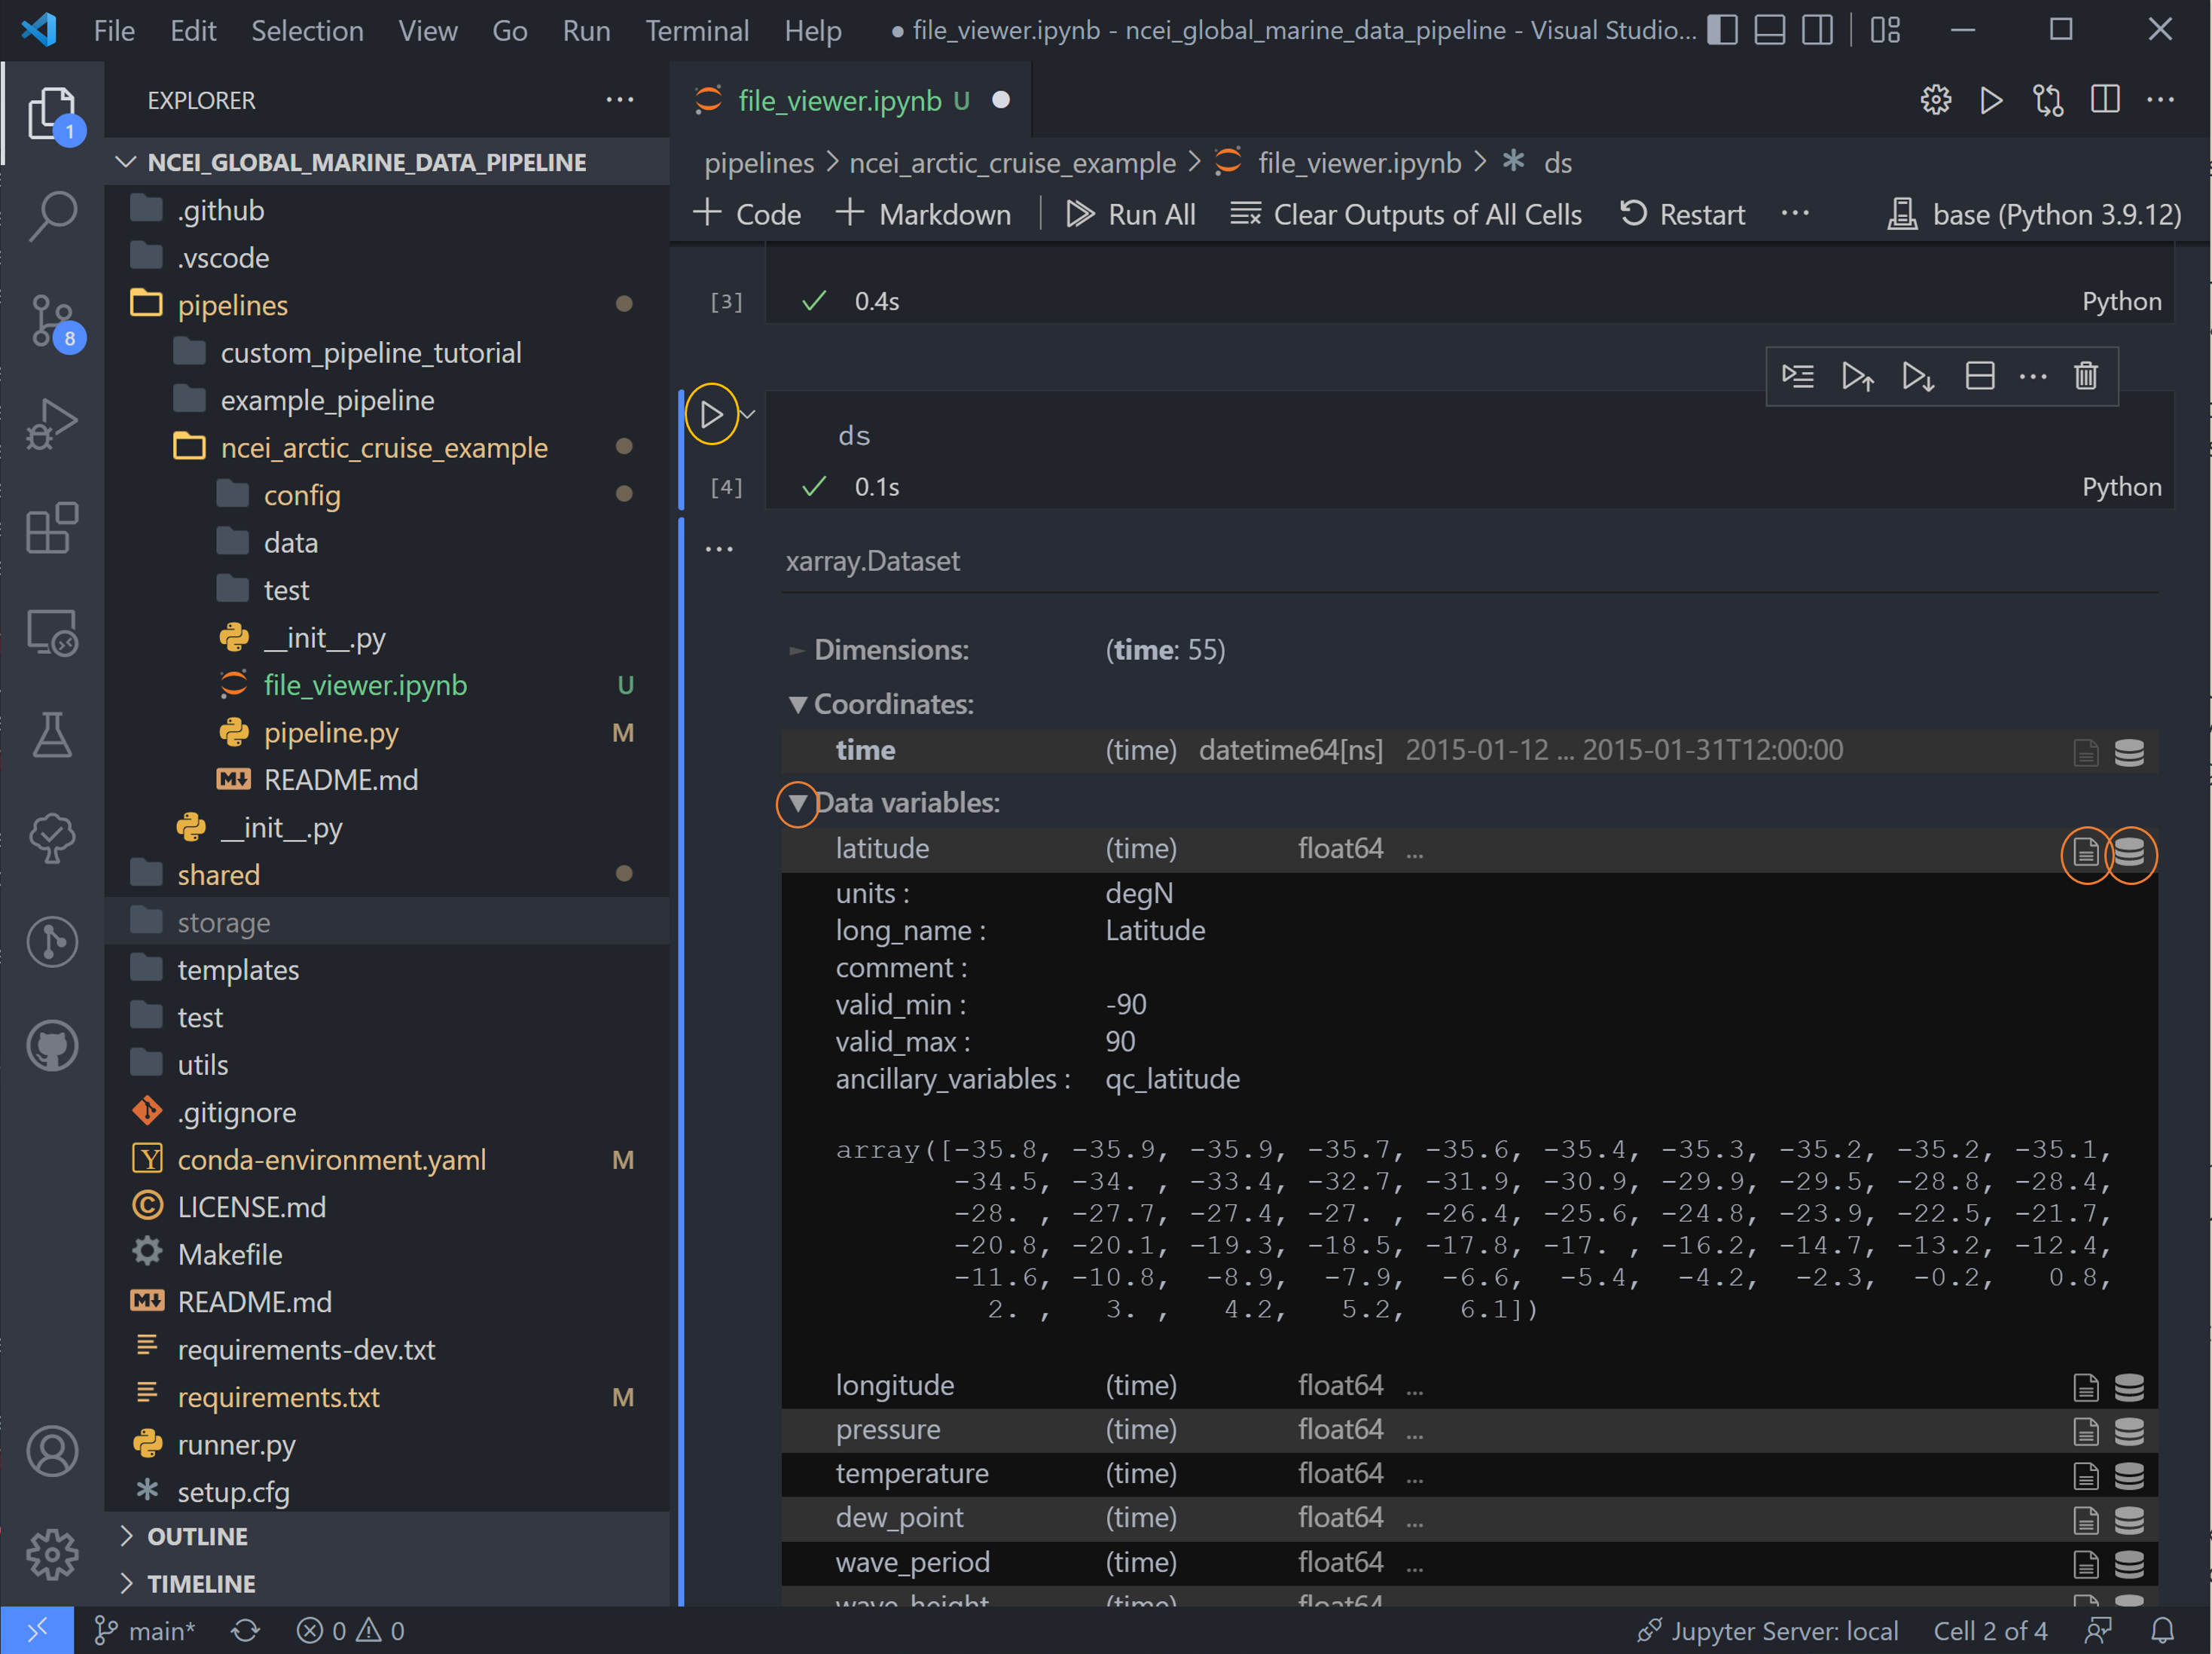 File Edit Selection View Go Run Terminal Help ● file_viewer.ipynb - ncei_global_marine_data_pipeline - Visual Studio...
EXPLORER
NCEI_GLOBAL_MARINE_DATA_PIPELINE
.github
.vscode
pipelines
custom_pipeline_tutorial
example_pipeline
ncei_arctic_cruise_example
config
data
test
__init__.py
file_viewer.ipynb U
pipeline.py M
README.md
__init__.py
shared
storage
templates
test
utils
.gitignore
conda-environment.yaml M
LICENSE.md
Makefile
README.md
requirements-dev.txt
requirements.txt M
runner.py
setup.cfg
OUTLINE
TIMELINE
1
8
file_viewer.ipynb U
pipelines > ncei_arctic_cruise_example > file_viewer.ipynb > ds
+ Code + Markdown Run All Clear Outputs of All Cells Restart ... base (Python 3.9.12)
[3] 0.4s Python
ds
[4] 0.1s Python
xarray.Dataset
Dimensions: (time: 55)
Coordinates:
time (time) datetime64[ns] 2015-01-12 ... 2015-01-31T12:00:00
Data variables:
latitude (time) float64 ...
units : degN
long_name : Latitude
comment :
valid_min : -90
valid_max : 90
ancillary_variables : qc_latitude
array([-35.8, -35.9, -35.9, -35.7, -35.6, -35.4, -35.3, -35.2, -35.2, -35.1,
-34.5, -34. , -33.4, -32.7, -31.9, -30.9, -29.9, -29.5, -28.8, -28.4,
-28. , -27.7, -27.4, -27. , -26.4, -25.6, -24.8, -23.9, -22.5, -21.7,
-20.8, -20.1, -19.3, -18.5, -17.8, -17. , -16.2, -14.7, -13.2, -12.4,
-11.6, -10.8, -8.9, -7.9, -6.6, -5.4, -4.2, -2.3, -0.2, 0.8,
2. , 3. , 4.2, 5.2, 6.1])
longitude (time) float64 ...
pressure (time) float64 ...
temperature (time) float64 ...
dew_point (time) float64 ...
wave_period (time) float64 ...
wave_height (time) float64
main* 0 0 Jupyter Server: local Cell 2 of 4